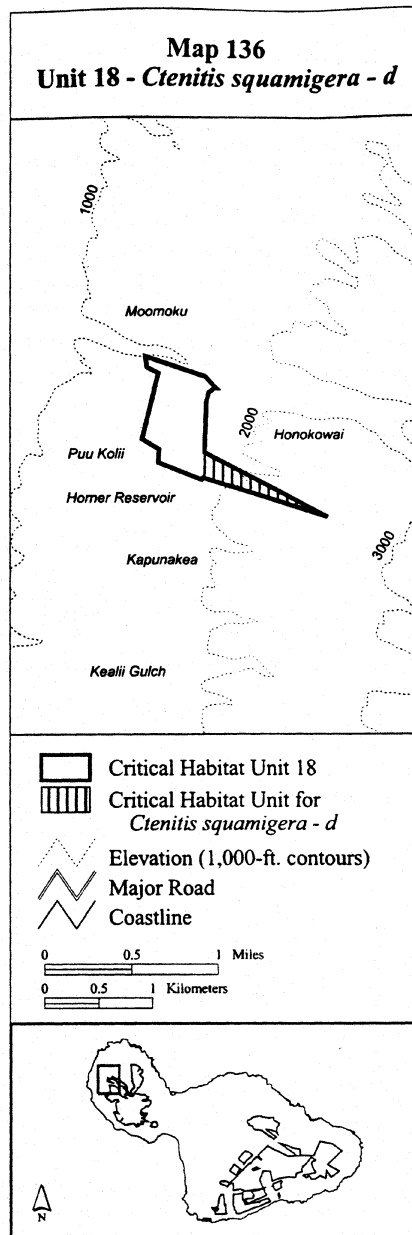 Map 136
Unit 18 - Ctenitis squamigera - d
1000
Moomoku
2000
Honokowai
Puu Kolii
Horner Reservoir
3000
Kapunakea
Kealii Gulch
Critical Habitat Unit 18
Critical Habitat Unit for
Ctenitis squamigera - d
Elevation (1,000-ft. contours)
Major Road
Coastline
0 0.5 1 Miles
0 0.5 1 Kilometers
N